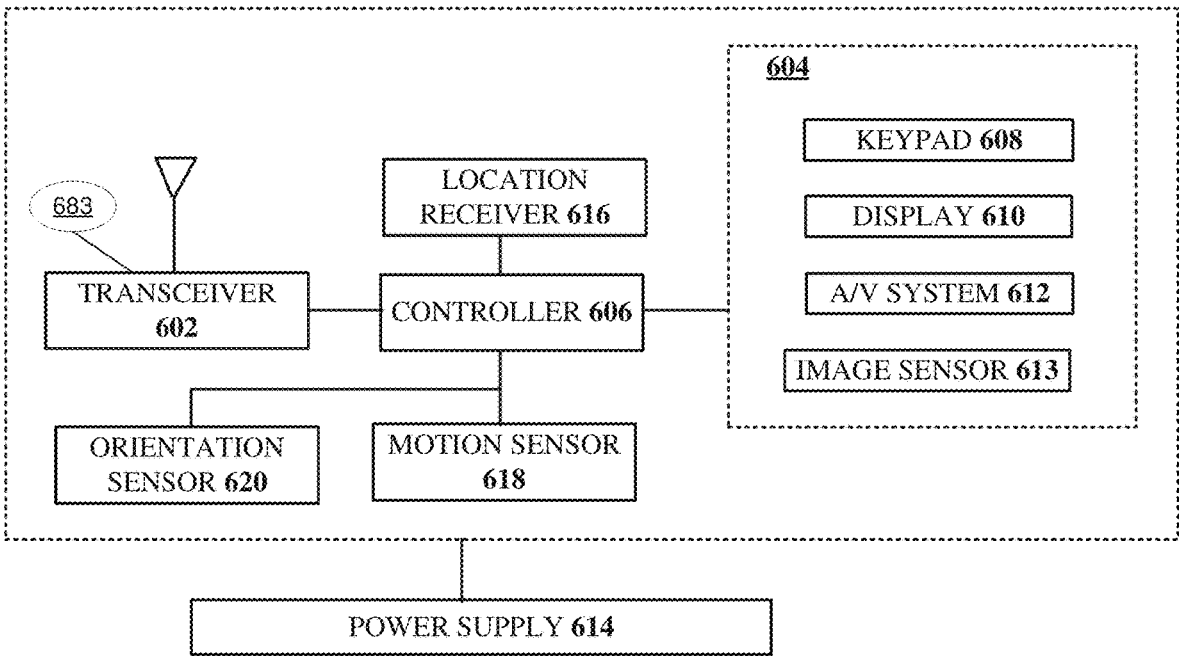 604
KEYPAD 608
DISPLAY 610
A/V SYSTEM 612
IMAGE SENSOR 613
683
LOCATION
RECEIVER 616
TRANSCEIVER
602
CONTROLLER 606
ORIENTATION
SENSOR 620
MOTION SENSOR
618
POWER SUPPLY 614